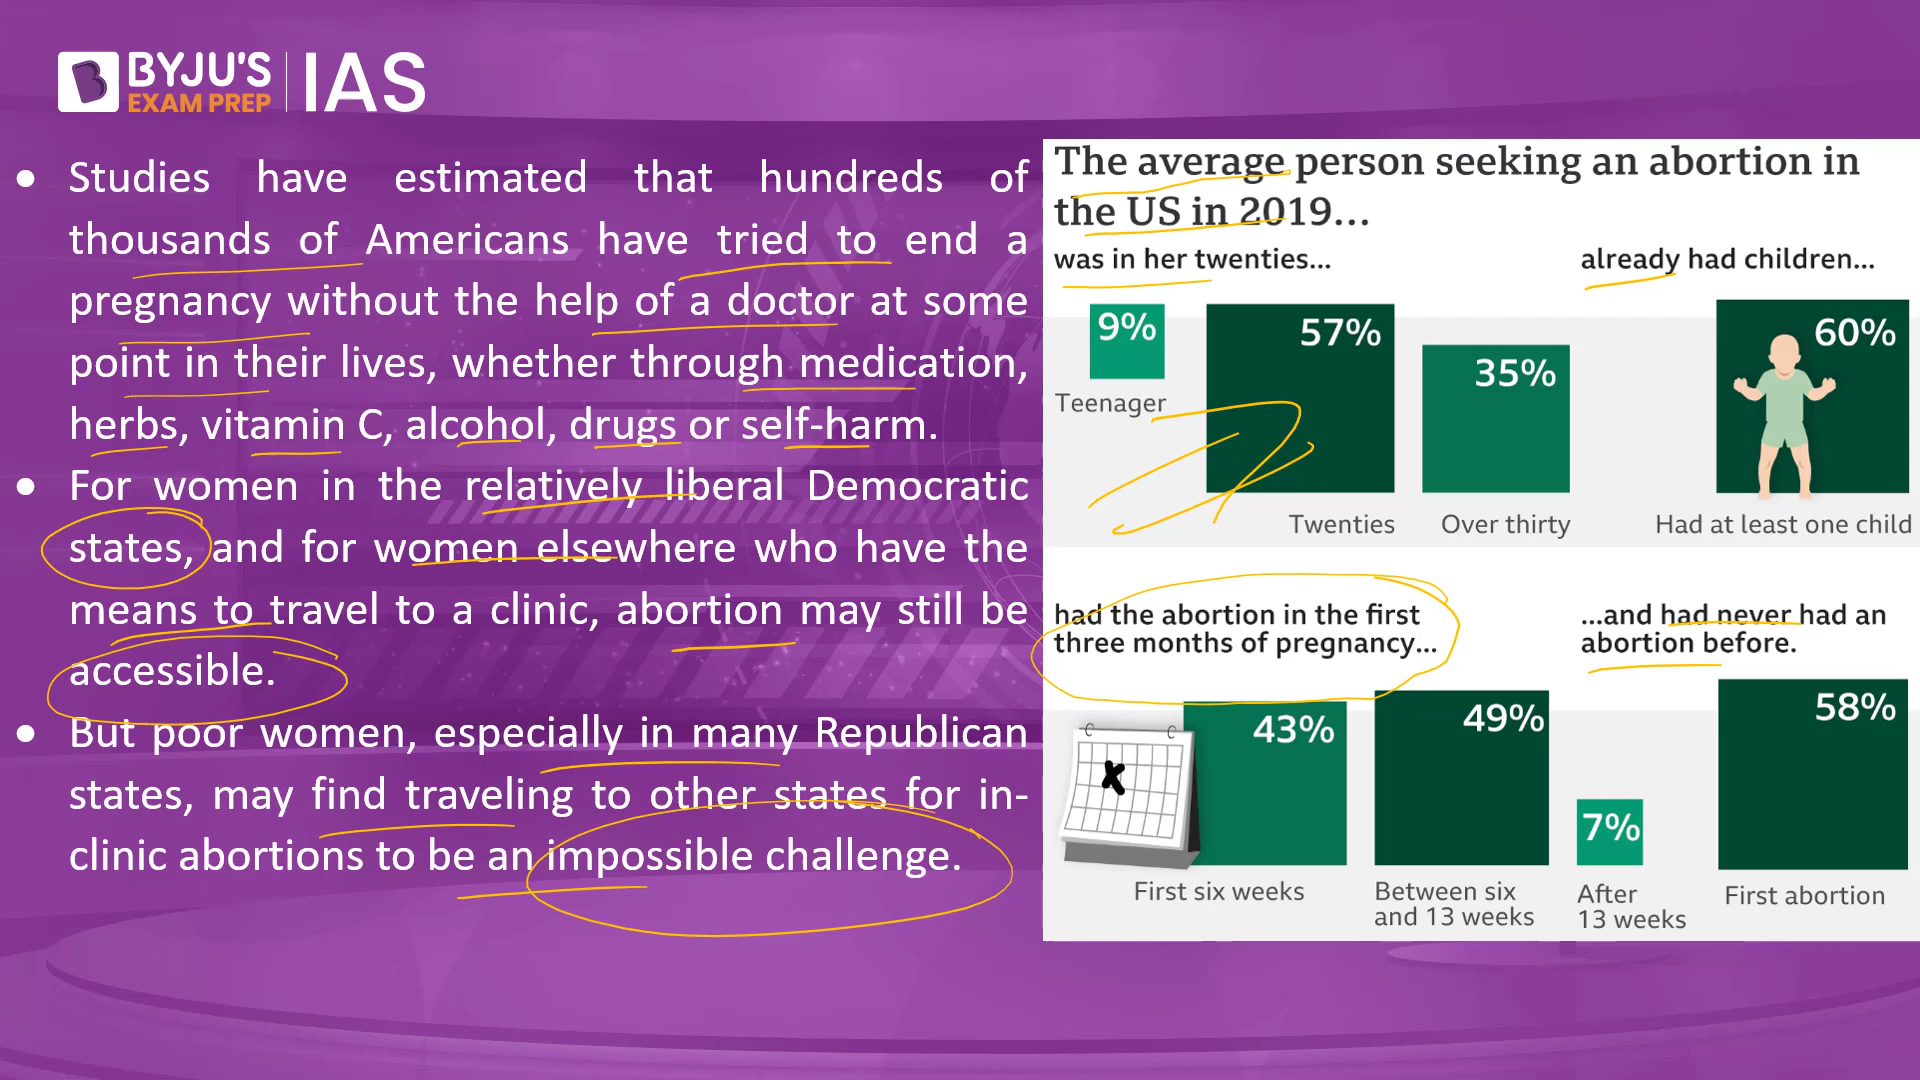 BYJU'S
EXAM PREP
IAS
• Studies have estimated that hundreds of
thousands of Americans have tried to end a
pregnancy without the help of a doctor at some
point in their lives, whether through medication,
herbs, vitamin C, alcohol, drugs or self-harm.
• For women in the relatively liberal Democratic
states, and for women elsewhere who have the
means to travel to a clinic, abortion may still be
accessible.
• But poor women, especially in many Republican
states, may find traveling to other states for in-
clinic abortions to be an impossible challenge.
The average person seeking an abortion in
the US in 2019...
was in her twenties...
9%
57%
35%
Teenager
Twenties
Over thirty
already had children...
60%
Had at least one child
had the abortion in the first
three months of pregnancy...
43%
49%
7%
First six weeks
Between six
and 13 weeks
After
13 weeks
...and had never had an
abortion before.
58%
First abortion